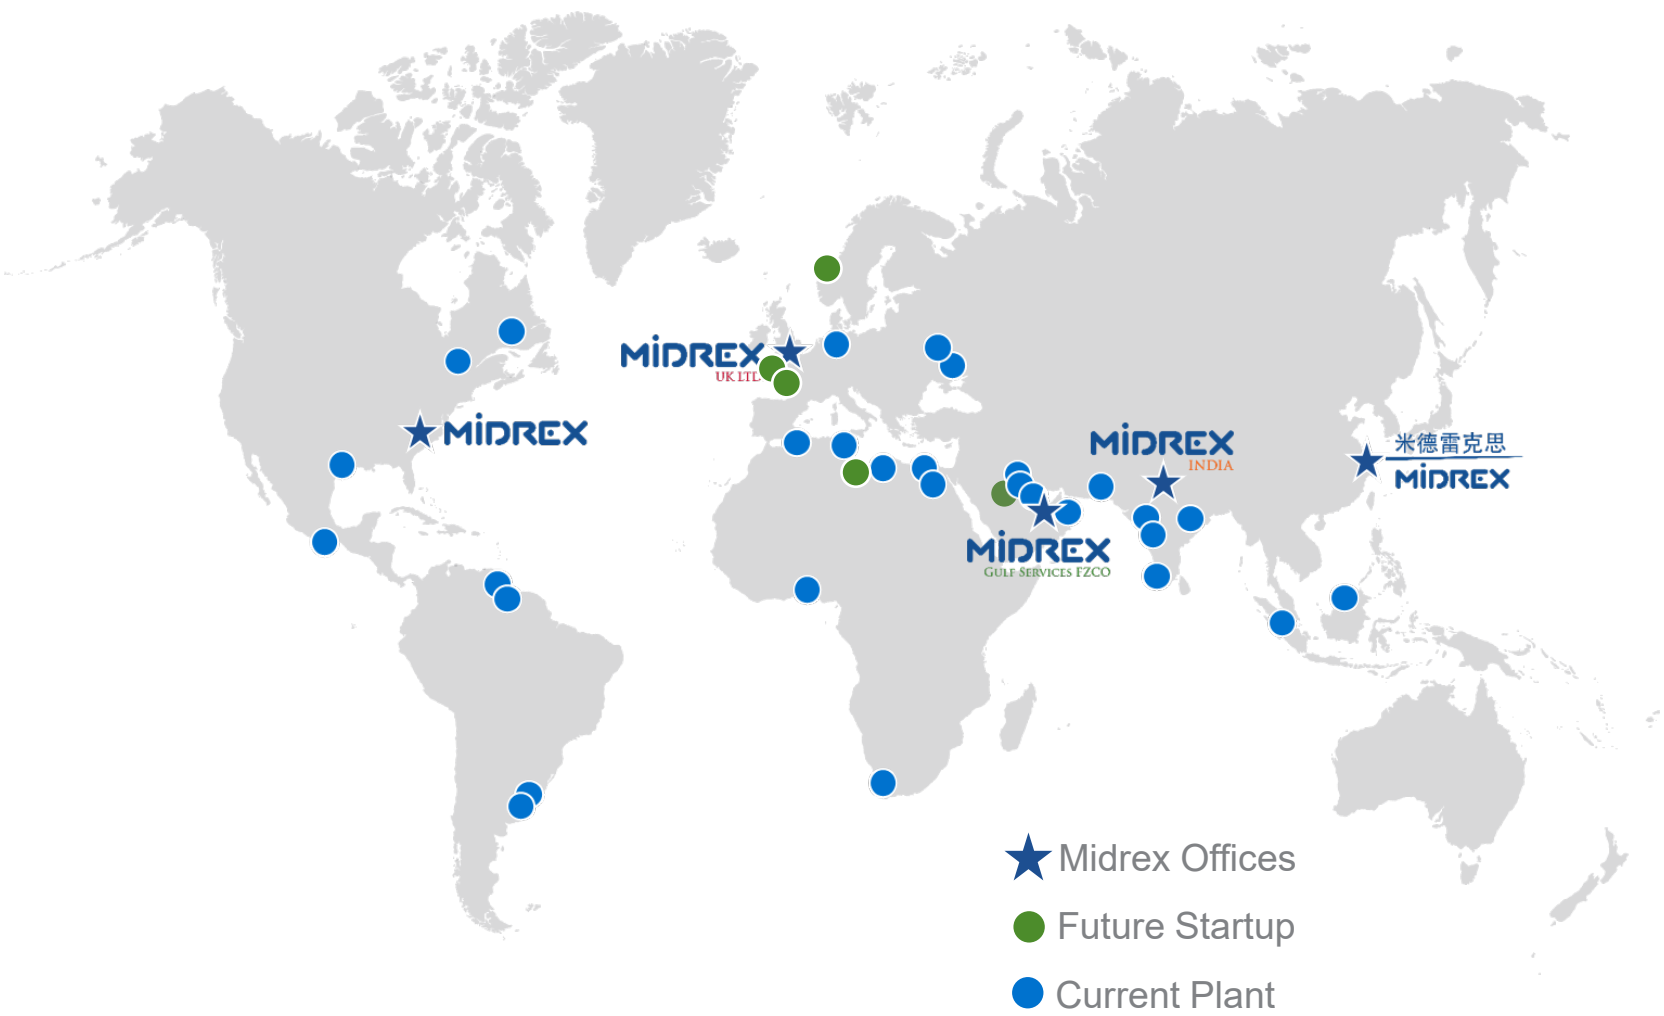 MIDREX
UK LTD
MIDREX
MIDREX
INDIA
米德雷克思
MIDREX
MIDREX
GULF SERVICES FZCO
Midrex Offices
Future Startup
Current Plant